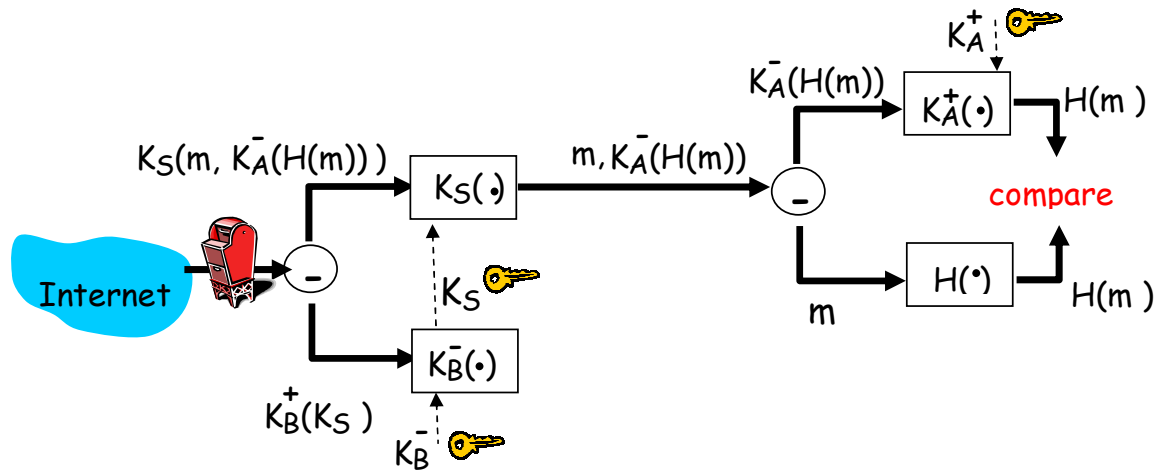 K_A^+
K_A^-(H(m))
K_A^+(•)
H(m )
K_S(m, K_A^-(H(m)) )
m, K_A^-(H(m))
K_S(•)
-
compare
-
Internet
K_S
H(•)
H(m )
m
K_B^-(•)
K_B^+(K_S )
K_B^-